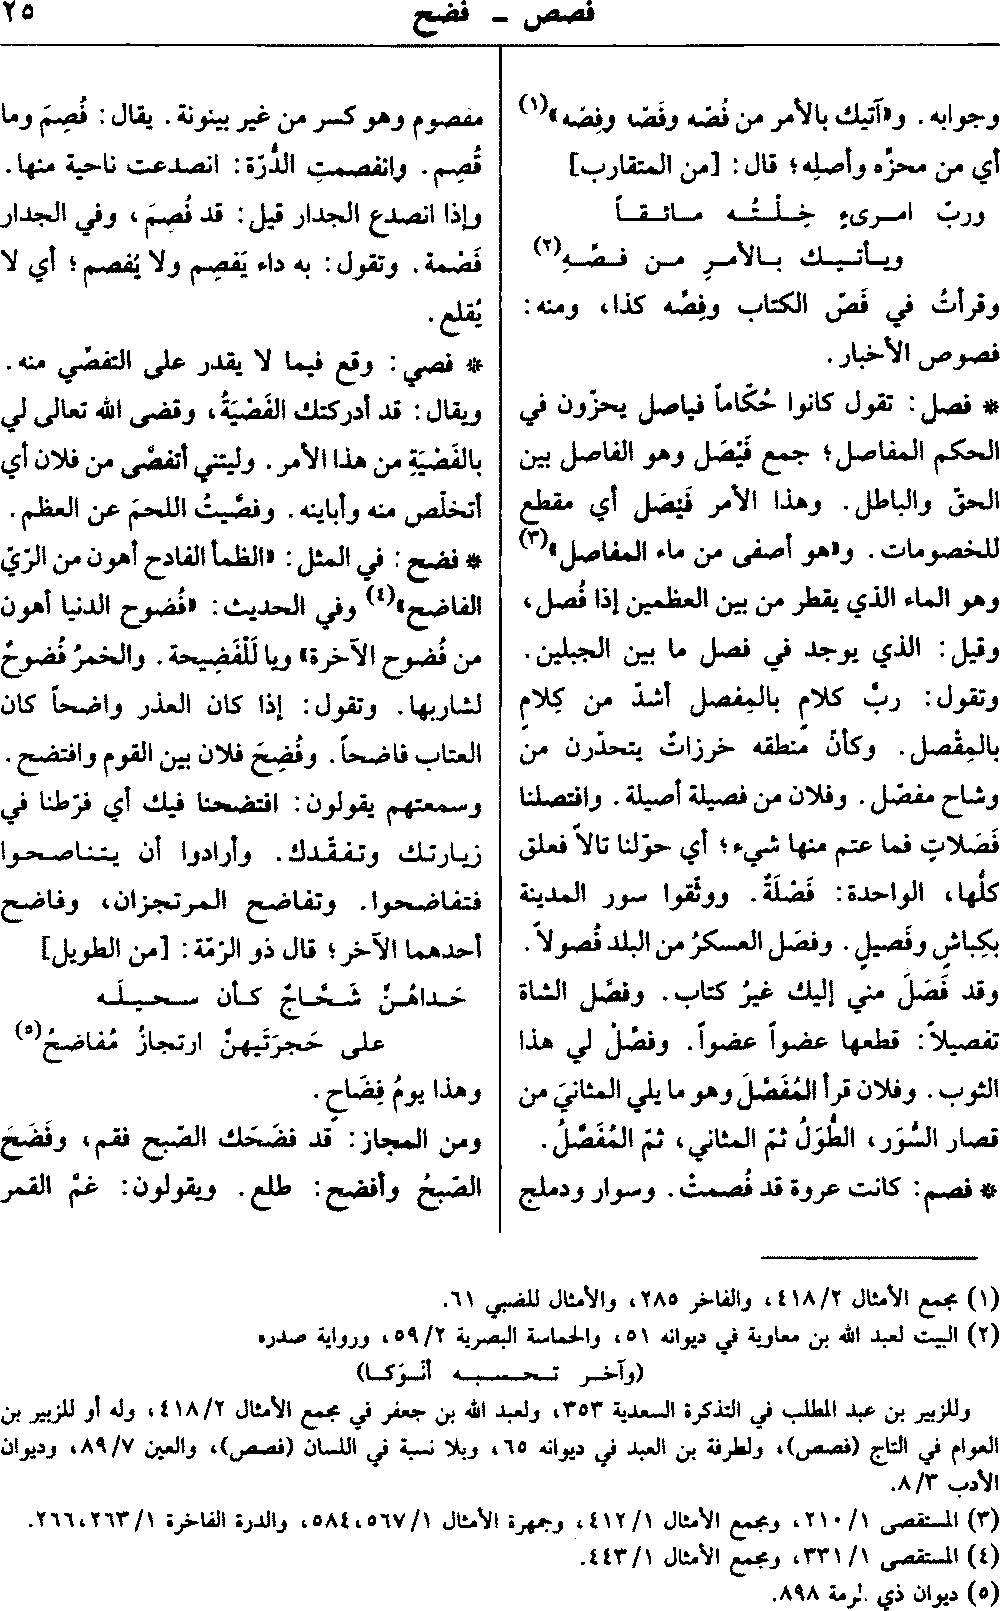 فصص - فضح
٢٥
وجوابه. و«آتيك بالأمر من فُصّه وفَصّه وفِصّه»(١)
أي من محزّه وأصلِه؛ قال: [من المتقارب]
وربّ امرىءٍ خِلْتُه مائقاً
ويأتيك بالأمرِ من فصِّهِ(٢)
وقرأتُ في فَصّ الكتاب وفِصّه كذا، ومنه:
فصوص الأخبار.
* فصل: تقول كانوا حُكّاماً فياصل يحزّون في
الحكم المفاصل؛ جمع فَيْصَل وهو الفاصل بين
الحقّ والباطل. وهذا الأمر فَيْصَل أي مقطع
للخصومات. و«هو أصفى من ماء المفاصل»(٣)
وهو الماء الذي يقطر من بين العظمين إذا فُصل،
وقيل: الذي يوجد في فصل ما بين الجبلين.
وتقول: ربَّ كلامٍ بالمِفصل أشدّ من كِلامٍ
بالمِقْصل. وكأنّ منطقه خرزاتٌ يتحدّرن من
وشاح مفصّل. وفلان من فصيلة أصيلة. وافتصلنا
فَصَلاتٍ فما عتم منها شيء؛ أي حوّلنا تالاً فعلق
كلُّها، الواحدة: فَصْلَةٌ. ووثّقوا سور المدينة
بكِباشٍ وفَصيلٍ. وفصَل العسكرُ من البلد فُصولاً.
وقد فَصَلَ مني إليك غيرُ كتاب. وفصَّل الشاة
تفصيلاً: قطعها عضواً عضواً. وفصِّلْ لي هذا
الثوب. وفلان قرأ المُفَصَّلَ وهو ما يلي المثانيَ من
قصار السُّوَر، الطُّوَلُ ثمّ المثاني، ثمّ المُفَصَّلُ.
* فصم: كانت عروة قد فُصمتْ. وسوار ودملج
مفصوم وهو كسر من غير بينونة. يقال: فُصِمَ وما
قُصِم. وانفصمتِ الدُّرّة: انصدعت ناحية منها.
وإذا انصدع الجدار قيل: قد فُصِمَ، وفي الجدار
فَصْمة. وتقول: به داء يَفصِم ولا يُفصم؛ أي لا
يُقلع.
* فصي: وقع فيما لا يقدر على التفصّي منه.
ويقال: قد أدركتك الفَصْيَةُ، وقضى الله تعالى لي
بالفَصْيَةِ من هذا الأمر. وليتني أتفصَّى من فلان أي
أتخلّص منه وأباينه. وفصَّيتُ اللحمَ عن العظم.
* فضح: في المثل: «الظمأ الفادح أهون من الرّيّ
الفاضح»(٤) وفي الحديث: «فُضوح الدنيا أهون
من فُضوح الآخرة» ويا لَلْفَضِيحة. والخمرُ فُضوحٌ
لشاربها. وتقول: إذا كان العذر واضحاً كان
العتاب فاضحاً. وفُضِحَ فلان بين القوم وافتضح.
وسمعتهم يقولون: افتضحنا فيك أي فرّطنا في
زيارتك وتفقّدك. وأرادوا أن يتناصحوا
فتفاضحوا. وتفاضح المرتجزان، وفاضح
أحدهما الآخر؛ قال ذو الرّمّة: [من الطويل]
حَداهُنَّ شَحَّاجٌ كأن سحيلَه
على حَجرَتَيهنَّ ارتجازُ مُفاضحُ(٥)
وهذا يومُ فِضَاحٍ.
ومن المجاز: قد فضَحَك الصّبح فقم، وفَضَحَ
الصّبحُ وأفضح: طلع. ويقولون: غمَّ القمر
(١) مجمع الأمثال ٤١٨/٢، والفاخر ٢٨٥، والأمثال للضبي ٦١.
(٢) البيت لعبد الله بن معاوية في ديوانه ٥١، والحماسة البصرية ٥٩/٢، ورواية صدره
(وآخر تحسبه أنْوَكا)
وللزبير بن عبد المطلب في التذكرة السعدية ٣٥٣، ولعبد الله بن جعفر في مجمع الأمثال ٤١٨/٢، وله أو للزبير بن
العوام في التاج (فصص)، ولطرفة بن العبد في ديوانه ٦٥، وبلا نسبة في اللسان (فصص)، والعين ٨٩/٧، وديوان
الأدب ٨/٣.
(٣) المستقصى ٢١٠/١، ومجمع الأمثال ٤١٢/١، وجمهرة الأمثال ٥٦٧/١، ٥٨٤، والدرة الفاخرة ٢٦٣/١، ٢٦٦.
(٤) المستقصى ٣٣١/١، ومجمع الأمثال ٤٤٣/١.
(٥) ديوان ذي الرمة ٨٩٨.